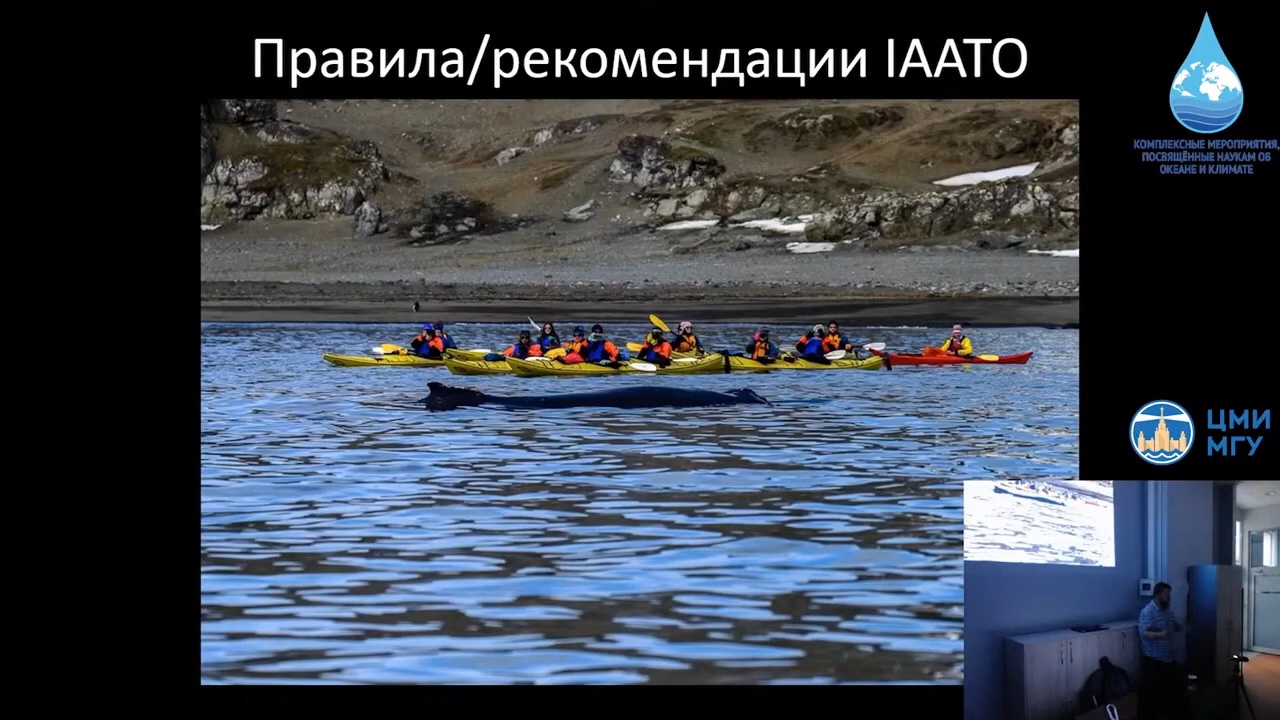 Правила/рекомендации IAATO
КОМПЛЕКСНЫЕ МЕРОПРИЯТИЯ,
ПОСВЯЩЁННЫЕ НАУКАМ ОБ
ОКЕАНЕ И КЛИМАТЕ
ЦМИ
МГУ